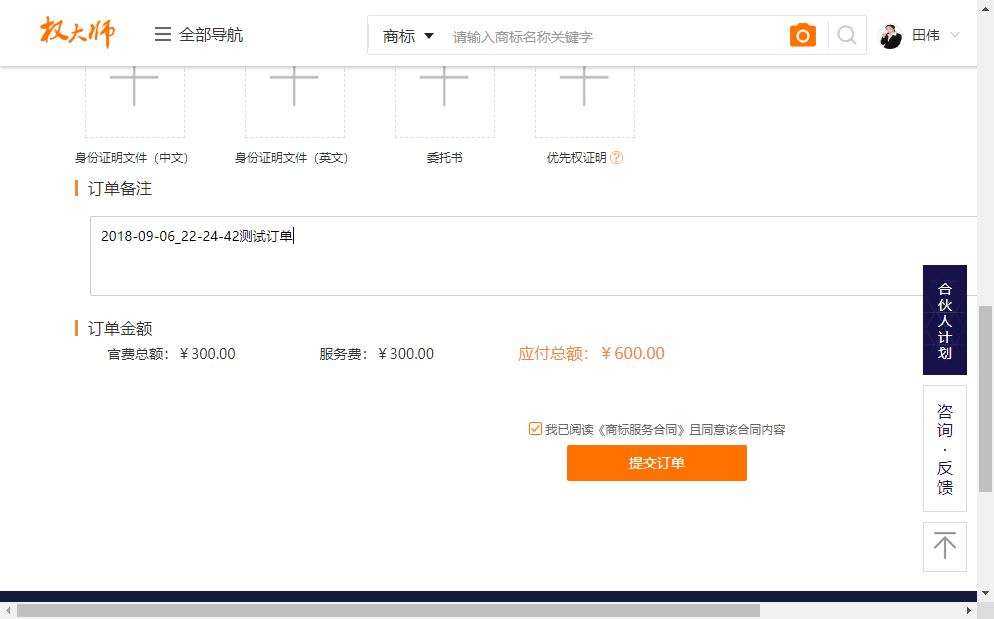 权大师
全部导航
商标
请输入商标名称关键字
田伟
身份证明文件（中文）
身份证明文件（英文）
委托书
优先权证明 ?
订单备注
2018-09-06_22-24-42测试订单
订单金额
官费总额：￥300.00
服务费：￥300.00
应付总额：￥600.00
我已阅读《商标服务合同》且同意该合同内容
提交订单
合伙人计划
咨询·反馈